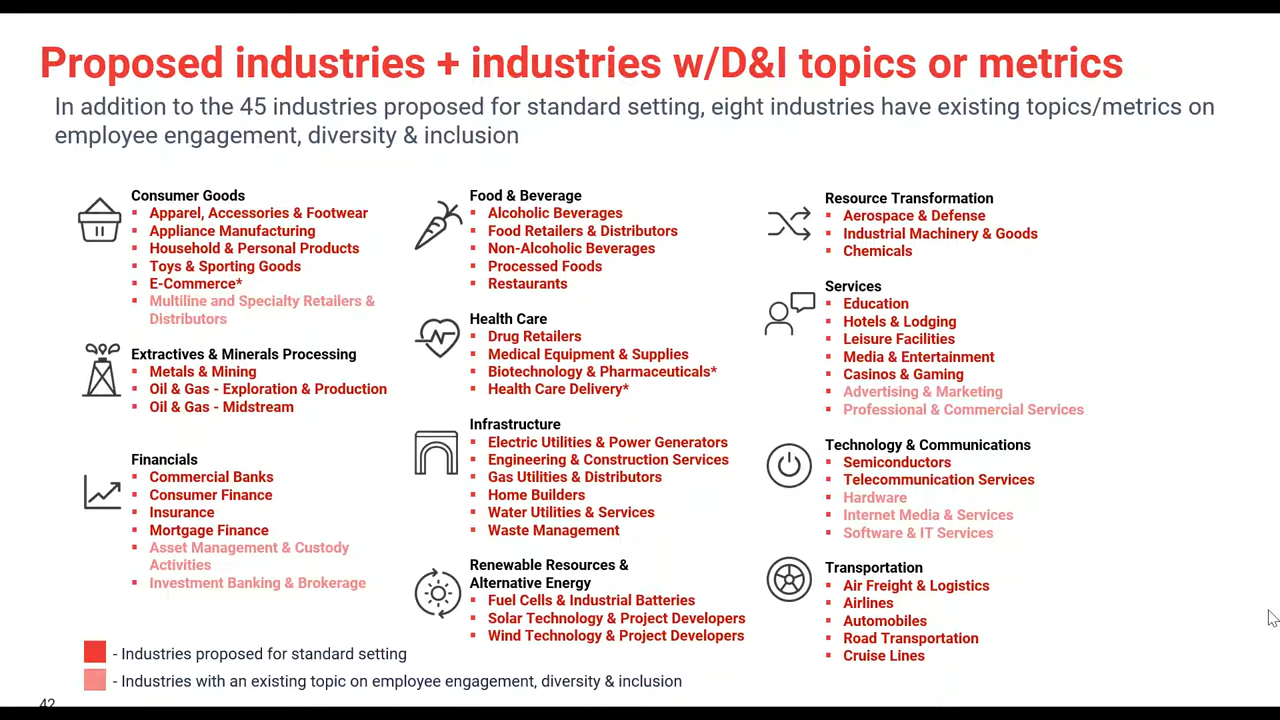 Proposed industries + industries w/D&I topics or metrics
In addition to the 45 industries proposed for standard setting, eight industries have existing topics/metrics on
employee engagement, diversity & inclusion
Consumer Goods
▪ Apparel, Accessories & Footwear
▪ Appliance Manufacturing
▪ Household & Personal Products
▪ Toys & Sporting Goods
▪ E-Commerce*
▪ Multiline and Specialty Retailers &
Distributors
Extractives & Minerals Processing
▪ Metals & Mining
▪ Oil & Gas - Exploration & Production
▪ Oil & Gas - Midstream
Financials
▪ Commercial Banks
▪ Consumer Finance
▪ Insurance
▪ Mortgage Finance
▪ Asset Management & Custody
Activities
▪ Investment Banking & Brokerage
Food & Beverage
▪ Alcoholic Beverages
▪ Food Retailers & Distributors
▪ Non-Alcoholic Beverages
▪ Processed Foods
▪ Restaurants
Health Care
▪ Drug Retailers
▪ Medical Equipment & Supplies
▪ Biotechnology & Pharmaceuticals*
▪ Health Care Delivery*
Infrastructure
▪ Electric Utilities & Power Generators
▪ Engineering & Construction Services
▪ Gas Utilities & Distributors
▪ Home Builders
▪ Water Utilities & Services
▪ Waste Management
Renewable Resources &
Alternative Energy
▪ Fuel Cells & Industrial Batteries
▪ Solar Technology & Project Developers
▪ Wind Technology & Project Developers
Resource Transformation
▪ Aerospace & Defense
▪ Industrial Machinery & Goods
▪ Chemicals
Services
▪ Education
▪ Hotels & Lodging
▪ Leisure Facilities
▪ Media & Entertainment
▪ Casinos & Gaming
▪ Advertising & Marketing
▪ Professional & Commercial Services
Technology & Communications
▪ Semiconductors
▪ Telecommunication Services
▪ Hardware
▪ Internet Media & Services
▪ Software & IT Services
Transportation
▪ Air Freight & Logistics
▪ Airlines
▪ Automobiles
▪ Road Transportation
▪ Cruise Lines
- Industries proposed for standard setting
- Industries with an existing topic on employee engagement, diversity & inclusion
42